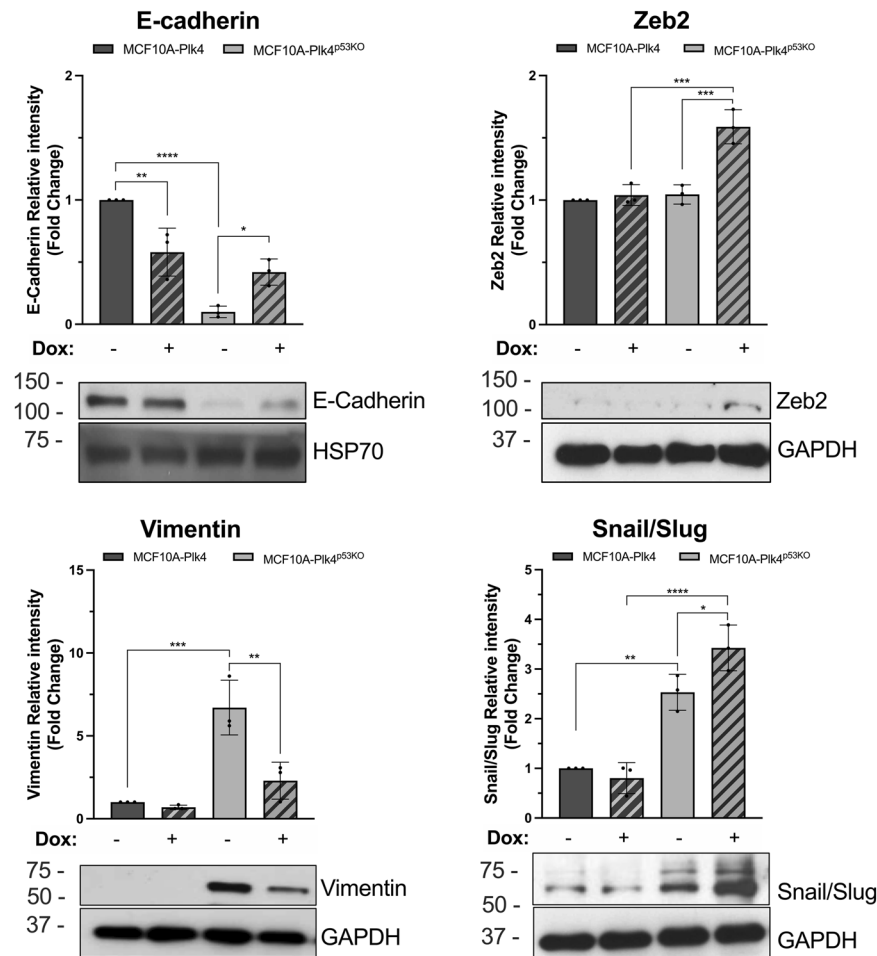 E-cadherin
MCF10A-Plk4 MCF10A-Plk4p53KO
E-Cadherin Relative intensity
(Fold Change)
2
1
0
****
**
*
Dox: - + - +
150 -
100 -
E-Cadherin
75 -
HSP70
Zeb2
MCF10A-Plk4 MCF10A-Plk4p53KO
Zeb2 Relative intensity
(Fold Change)
2
1
0
***
***
Dox: - + - +
150 -
100 -
Zeb2
37 -
GAPDH
Vimentin
MCF10A-Plk4 MCF10A-Plk4p53KO
Vimentin Relative intensity
(Fold Change)
15
10
5
0
***
**
Dox: - + - +
75 -
50 -
Vimentin
37 -
GAPDH
Snail/Slug
MCF10A-Plk4 MCF10A-Plk4p53KO
Snail/Slug Relative intensity
(Fold Change)
5
4
3
2
1
0
****
*
**
Dox: - + - +
75 -
50 -
Snail/Slug
37 -
GAPDH